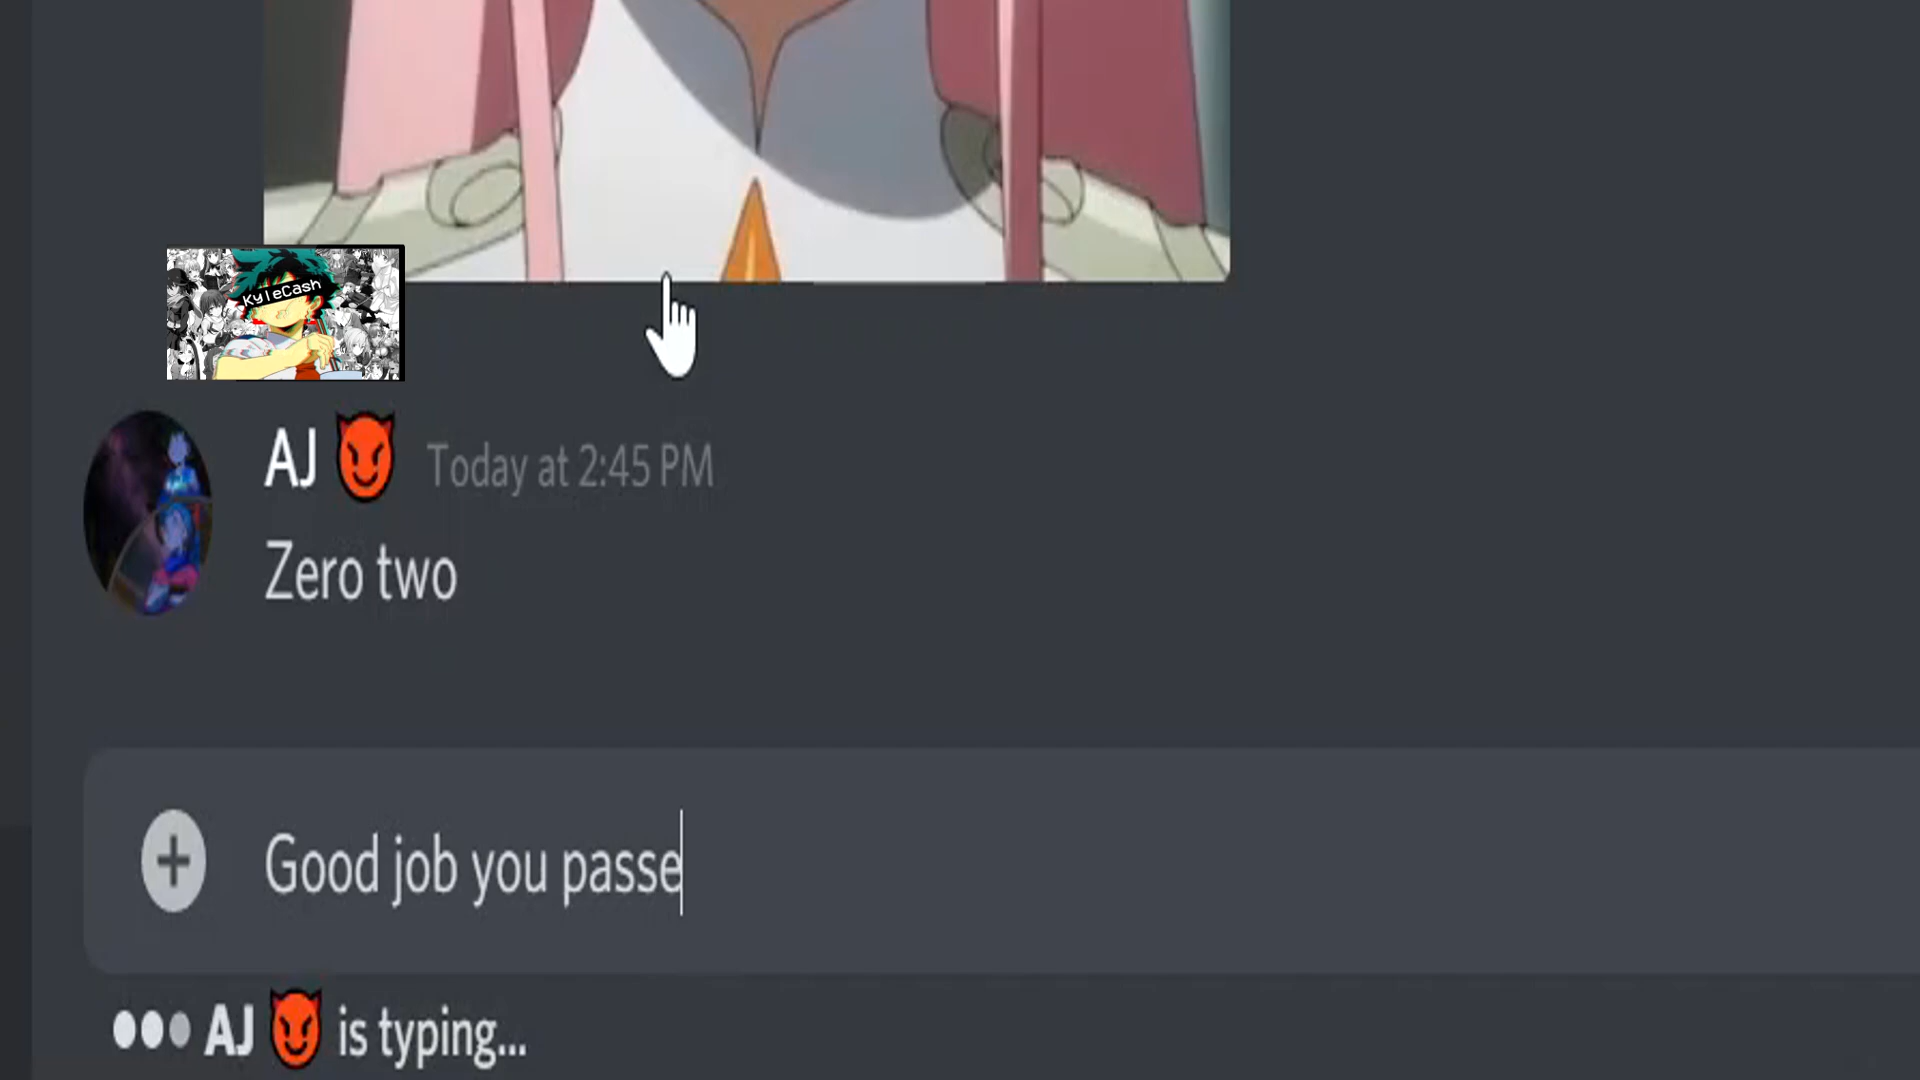 KyleCash
AJ 😈 Today at 2:45 PM
Zero two
Good job you passe
AJ 😈 is typing...